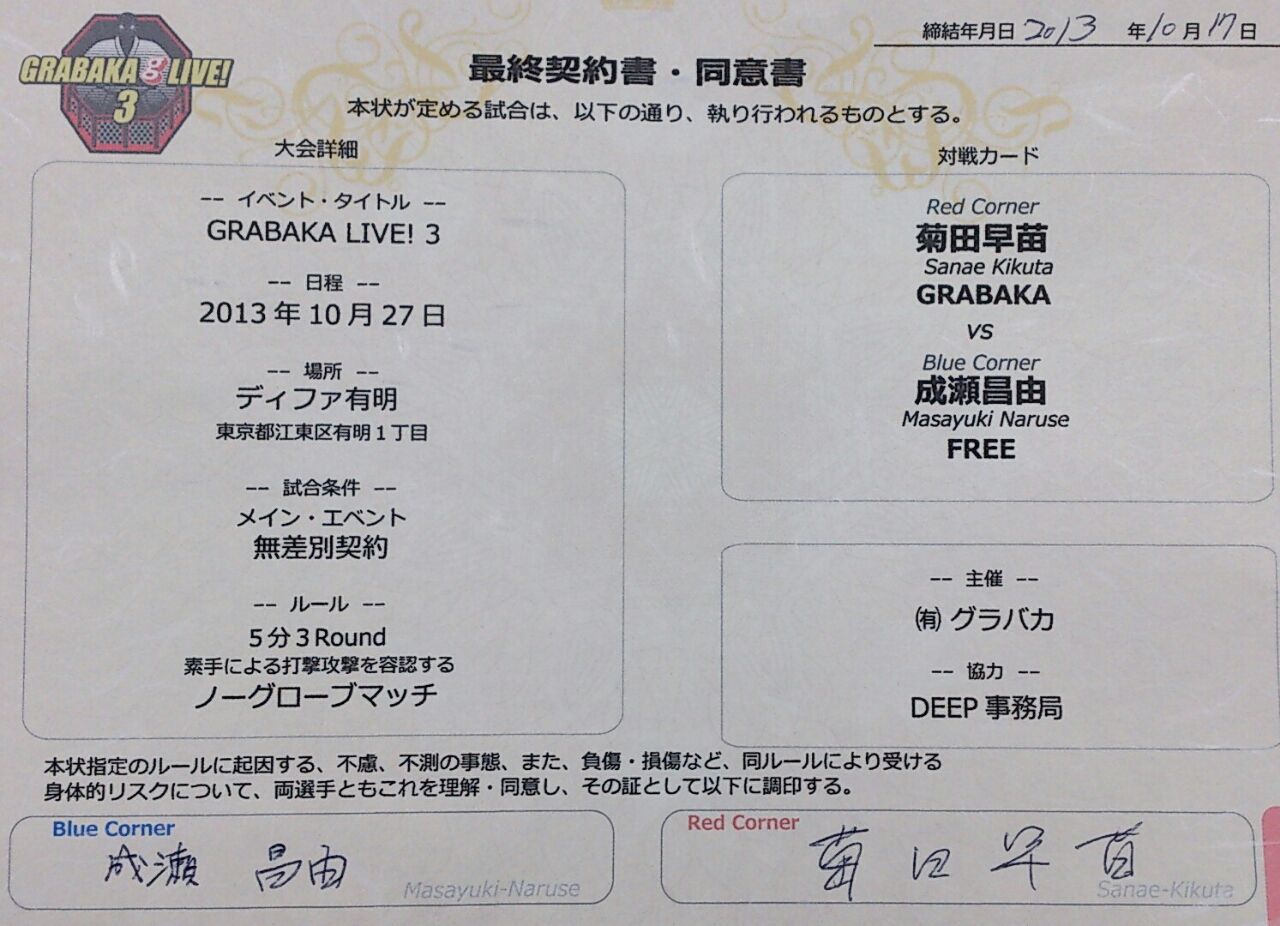 締結年月日 2013 年10月17日
GRABAKA g LIVE!
3
最終契約書・同意書
本状が定める試合は、以下の通り、執り行われるものとする。
大会詳細
-- イベント・タイトル --
GRABAKA LIVE! 3
-- 日程 --
2013 年 10 月 27 日
-- 場所 --
ディファ有明
東京都江東区有明１丁目
-- 試合条件 --
メイン・エベント
無差別契約
-- ルール --
５分３Round
素手による打撃攻撃を容認する
ノーグローブマッチ
対戦カード
Red Corner
菊田早苗
Sanae Kikuta
GRABAKA
vs
Blue Corner
成瀬昌由
Masayuki Naruse
FREE
-- 主催 --
㈲ グラバカ
-- 協力 --
DEEP 事務局
本状指定のルールに起因する、不慮、不測の事態、また、負傷・損傷など、同ルールにより受ける
身体的リスクについて、両選手ともこれを理解・同意し、その証として以下に調印する。
Blue Corner
成瀬 昌由
Masayuki-Naruse
Red Corner
菊田早苗
Sanae-Kikuta